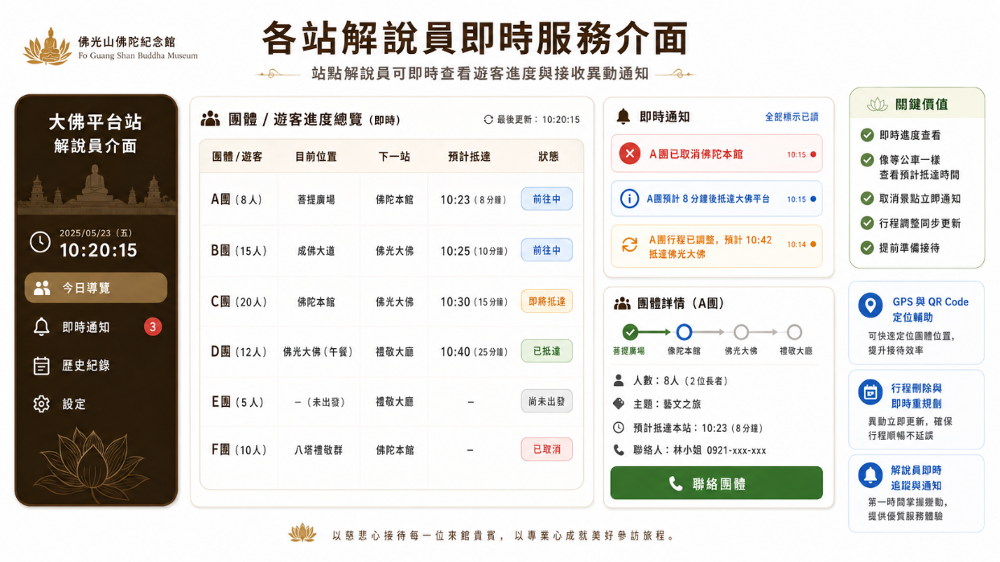 佛光山佛陀紀念館
Fo Guang Shan Buddha Museum
各站解說員即時服務介面
站點解說員可即時查看遊客進度與接收異動通知
大佛平台站
解說員介面
2025/05/23 (五)
10:20:15
今日導覽
即時通知 3
歷史紀錄
設定
團體 / 遊客進度總覽 (即時)
最後更新：10:20:15
團體/遊客 目前位置 下一站 預計抵達 狀態
A團 (8人) 菩提廣場 佛陀本館 10:23 (8分鐘) 前往中
B團 (15人) 成佛大道 佛光大佛 10:25 (10分鐘) 前往中
C團 (20人) 佛陀本館 佛光大佛 10:30 (15分鐘) 即將抵達
D團 (12人) 佛光大佛(午餐) 禮敬大廳 10:40 (25分鐘) 已抵達
E團 (5人) – (未出發) 禮敬大廳 – 尚未出發
F團 (10人) 八塔禮敬群 佛陀本館 – 已取消
即時通知
全部標示已讀
A團已取消佛陀本館 10:15
A團預計 8 分鐘後抵達大佛平台 10:15
A團行程已調整，預計 10:42
抵達佛光大佛
10:14
團體詳情（A團）
菩提廣場 像陀本館 佛光大佛 禮敬大廳
人數：8人（2位長者）
主題：藝文之旅
預計抵達本站：10:23 (8分鐘)
聯絡人：林小姐 0921-xxx-xxx
聯絡團體
關鍵價值
即時進度查看
像等公車一樣
查看預計抵達時間
取消景點立即通知
行程調整同步更新
提前準備接待
GPS 與 QR Code
定位輔助
可快速定位團體位置，
提升接待效率
行程刪除與
即時重規劃
異動立即更新，確保
行程順暢不延誤
解說員即時
追蹤與通知
第一時間掌握變動，
提供優質服務體驗
以慈悲心接待每一位來館貴賓，以專業心成就美好參訪旅程。